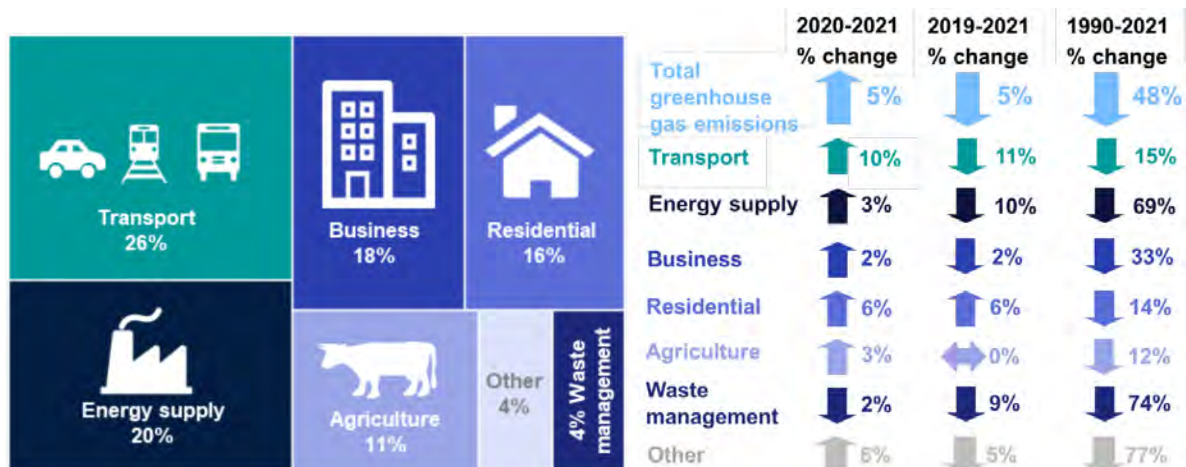 Transport
26%
Business
18%
Residential
16%
Energy supply
20%
Agriculture
11%
Other
4%
4% Waste
management
2020-2021 2019-2021 1990-2021
% change % change % change
Total
greenhouse
gas emissions
5% 5% 48%
Transport 10% 11% 15%
Energy supply 3% 10% 69%
Business 2% 2% 33%
Residential 6% 6% 14%
Agriculture 3% 0% 12%
Waste
management
2% 9% 74%
Other 6% 5% 77%